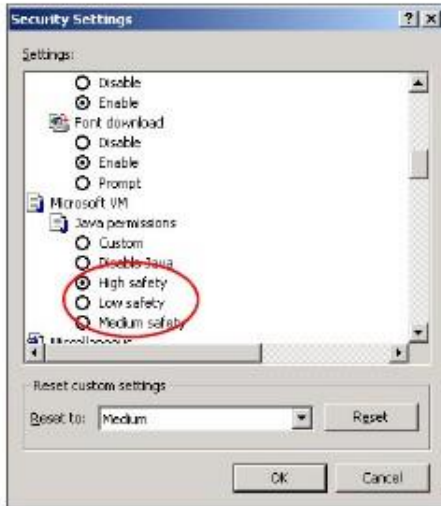 Security Settings
Settings:
Disable
Enable
Font download
Disable
Enable
Prompt
Microsoft VM
Java permissions
Custom
Disable Java
High safety
Low safety
Medium safety
Miscellaneous
Reset custom settings
Reset to: Medium Reset
OK Cancel